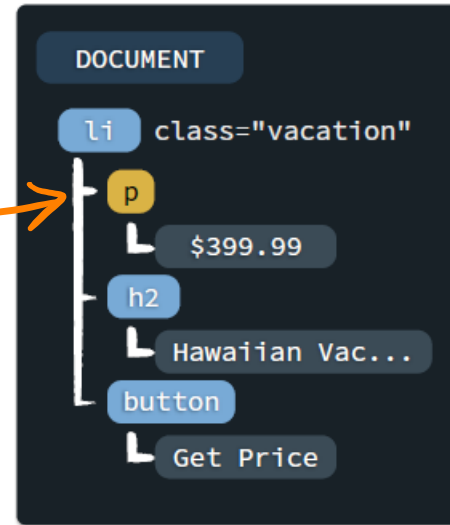 DOCUMENT
li class="vacation"
p
$399.99
h2
Hawaiian Vac...
button
Get Price